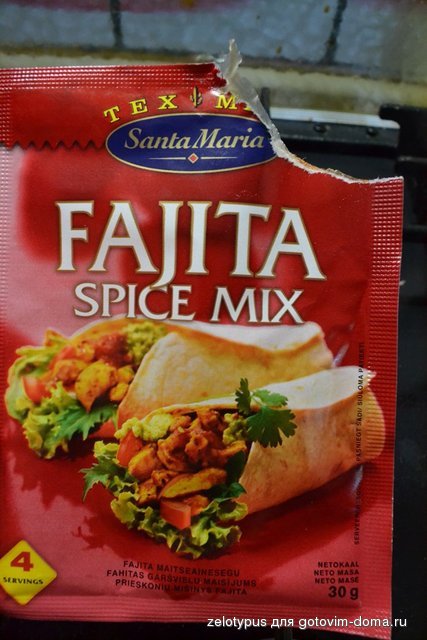 TEX M
Santa Maria
FAJITA
SPICE MIX
4
SERVINGS
FAJITA MAITSEAINESEGU
FAHITAS GARŠVIELU MAISĪJUMS
PRIESKONIŲ MIŠINYS FAJITA
NETOKAAL
NETO MASA
NETO MASĖ
30 g
zelotypus для gotovim-doma.ru